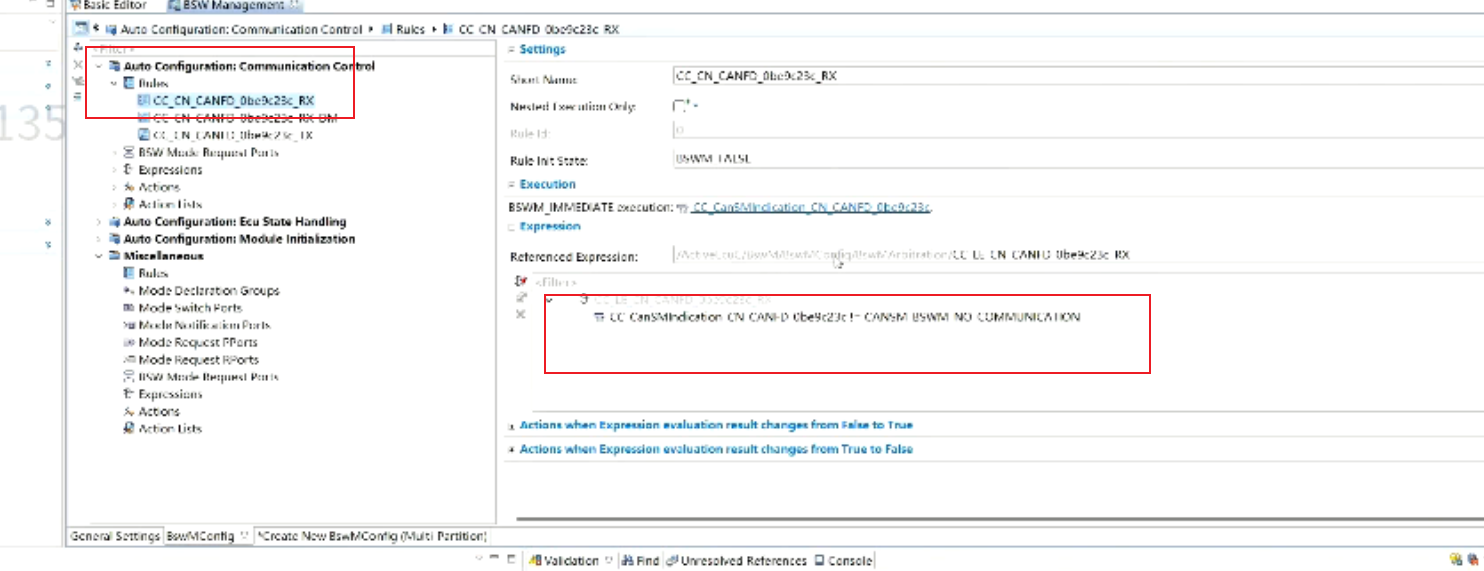 Basic Editor BSW Management
Auto Configuration: Communication Control Rules CC_CN_CANFD_0be9c23c_RX
<Filter>
Auto Configuration: Communication Control
Rules
CC_CN_CANFD_0be9c23c_RX
CC_CN_CANFD_0be9c23c_RX_DM
CC_CN_CANFD_0be9c23c_TX
BSW Mode Request Ports
Expressions
Actions
Action Lists
Auto Configuration: Ecu State Handling
Auto Configuration: Module Initialization
Miscellaneous
Rules
Mode Declaration Groups
Mode Switch Ports
Mode Notification Ports
Mode Request PPorts
Mode Request RPorts
BSW Mode Request Ports
Expressions
Actions
Action Lists
135
Settings
Short Name: CC_CN_CANFD_0be9c23c_RX
Nested Execution Only:
Rule Id: 0
Rule Init State: BSWM_FALSE
Execution
BSWM_IMMEDIATE execution: CC_CanSMIndication_CN_CANFD_0be9c23c.
Expression
Referenced Expression: /ActiveEcuC/BswM/BswMConfig/BswMArbitration/CC_LE_CN_CANFD_0be9c23c_RX
<Filter>
CC_LE_CN_CANFD_0be9c23c_RX
CC_CanSMIndication_CN_CANFD_0be9c23c != CANSM_BSWM_NO_COMMUNICATION
Actions when Expression evaluation result changes from False to True
Actions when Expression evaluation result changes from True to False
General Settings BswMConfig *Create New BswMConfig (Multi Partition)
Validation Find Unresolved References Console